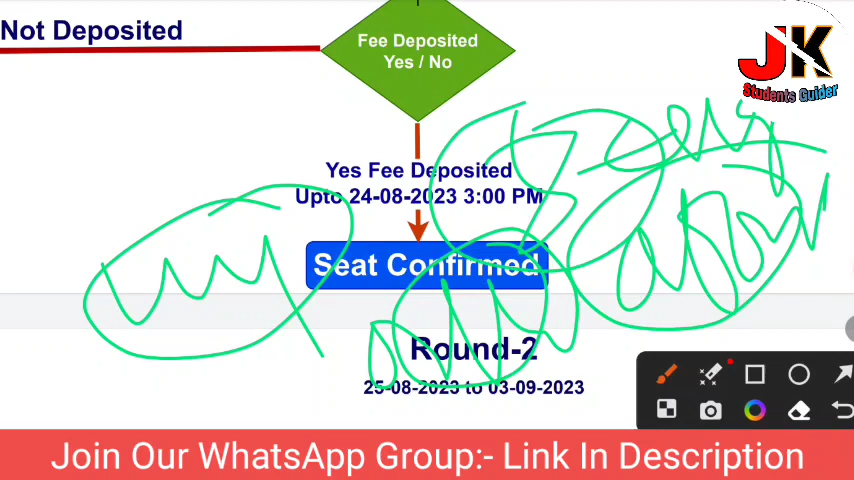 Not Deposited
Fee Deposited
Yes / No
JK
Students Guider
Yes Fee Deposited
Upto 24-08-2023 3:00 PM
Seat Confirmed
Round-2
25-08-2023 to 03-09-2023
Join Our WhatsApp Group:- Link In Description